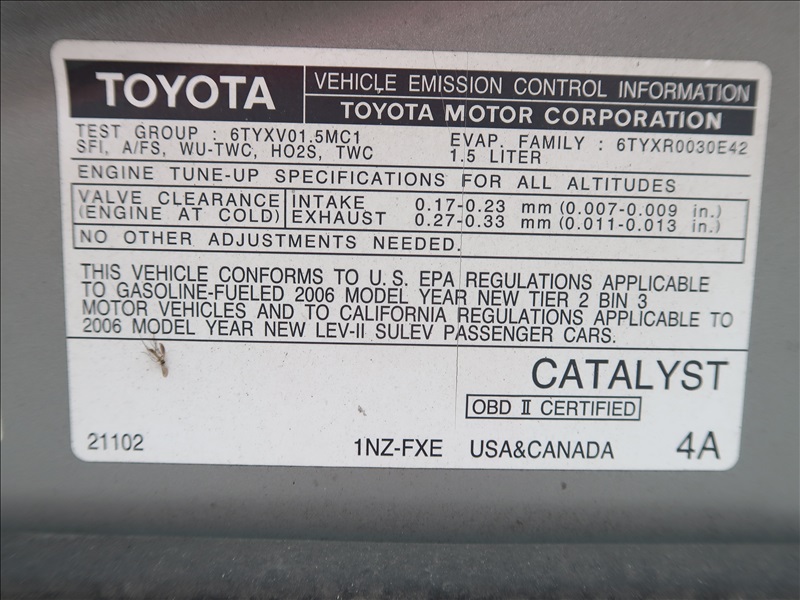 TOYOTA
VEHICLE EMISSION CONTROL INFORMATION
TOYOTA MOTOR CORPORATION
TEST GROUP : 6TYXV01.5MC1
SFI, A/FS, WU-TWC, HO2S, TWC
EVAP. FAMILY : 6TYXR0030E42
1.5 LITER
ENGINE TUNE-UP SPECIFICATIONS FOR ALL ALTITUDES
VALVE CLEARANCE
(ENGINE AT COLD)
INTAKE 0.17-0.23 mm (0.007-0.009 in.)
EXHAUST 0.27-0.33 mm (0.011-0.013 in.)
NO OTHER ADJUSTMENTS NEEDED.
THIS VEHICLE CONFORMS TO U.S. EPA REGULATIONS APPLICABLE
TO GASOLINE-FUELED 2006 MODEL YEAR NEW TIER 2 BIN 3
MOTOR VEHICLES AND TO CALIFORNIA REGULATIONS APPLICABLE TO
2006 MODEL YEAR NEW LEV-II SULEV PASSENGER CARS.
CATALYST
OBD II CERTIFIED
21102 1NZ-FXE USA&CANADA 4A